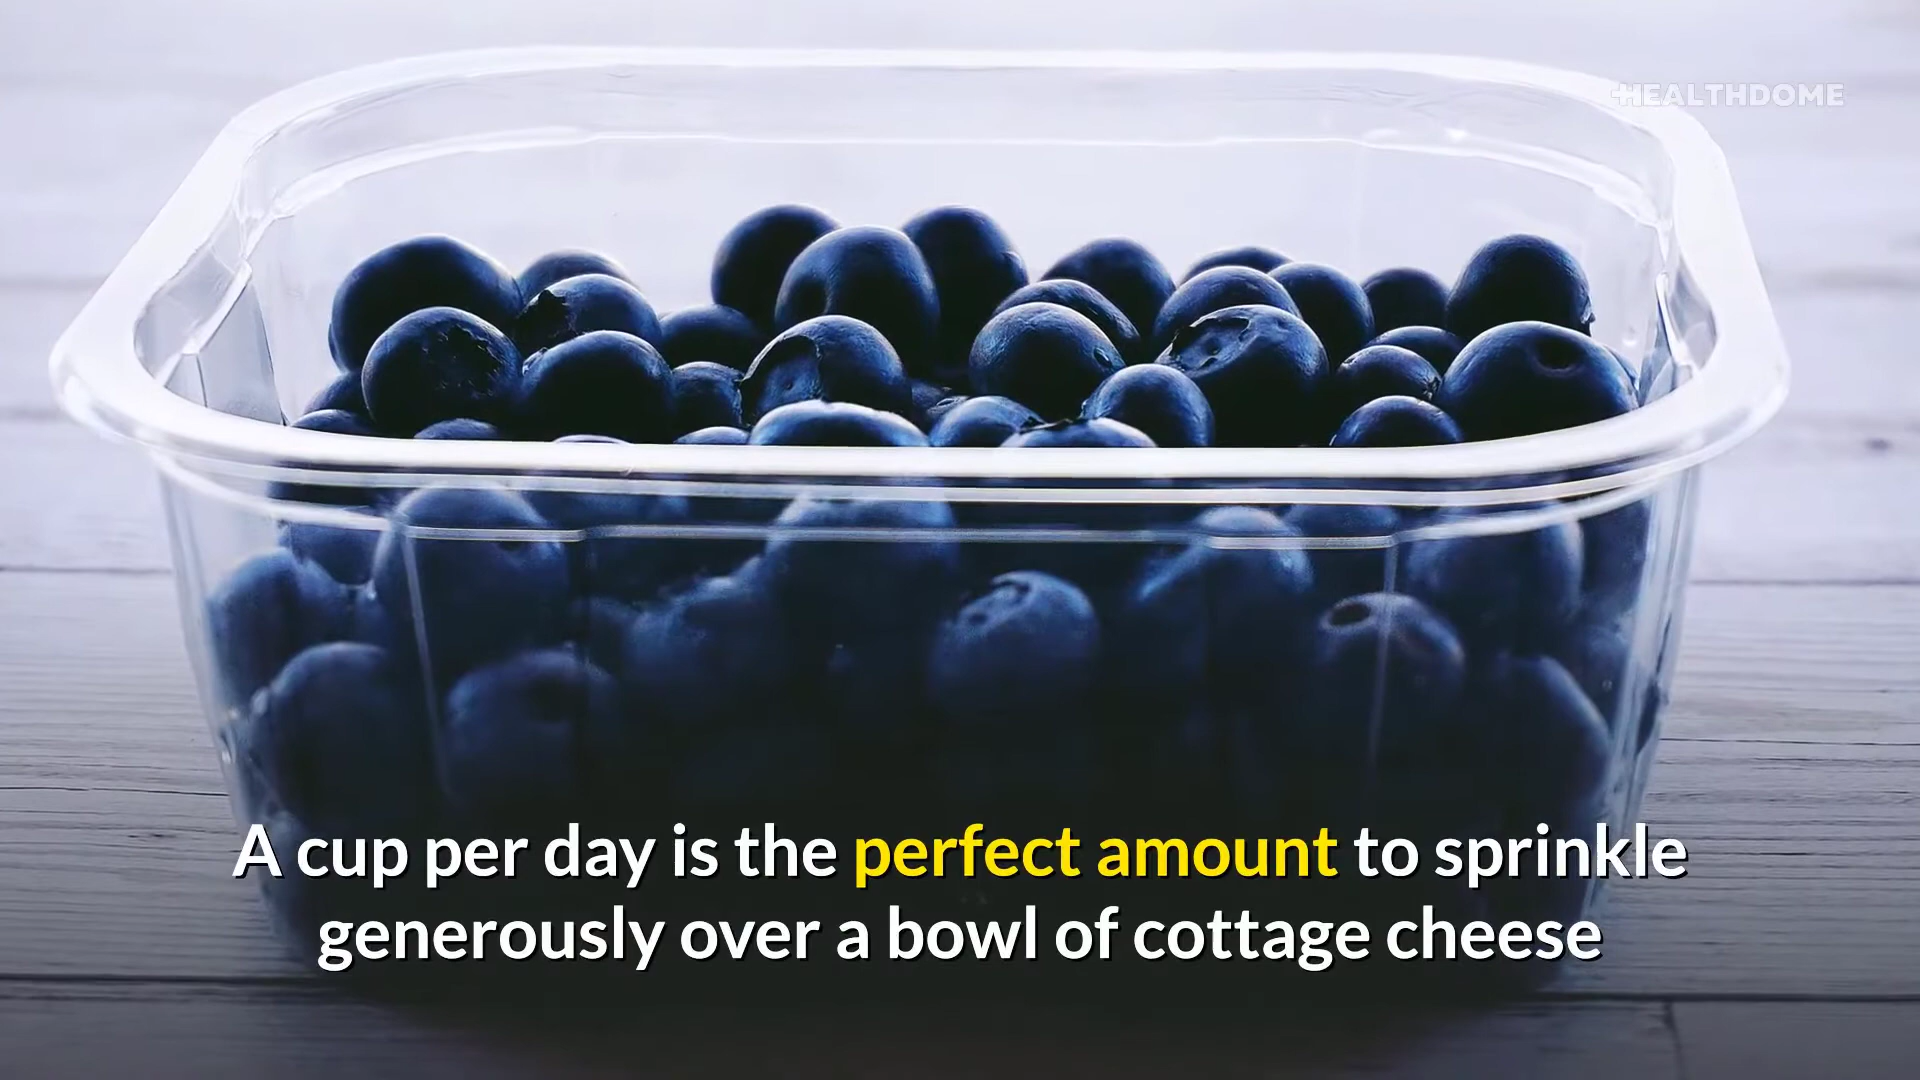 +HEALTHDOME
A cup per day is the perfect amount to sprinkle
generously over a bowl of cottage cheese